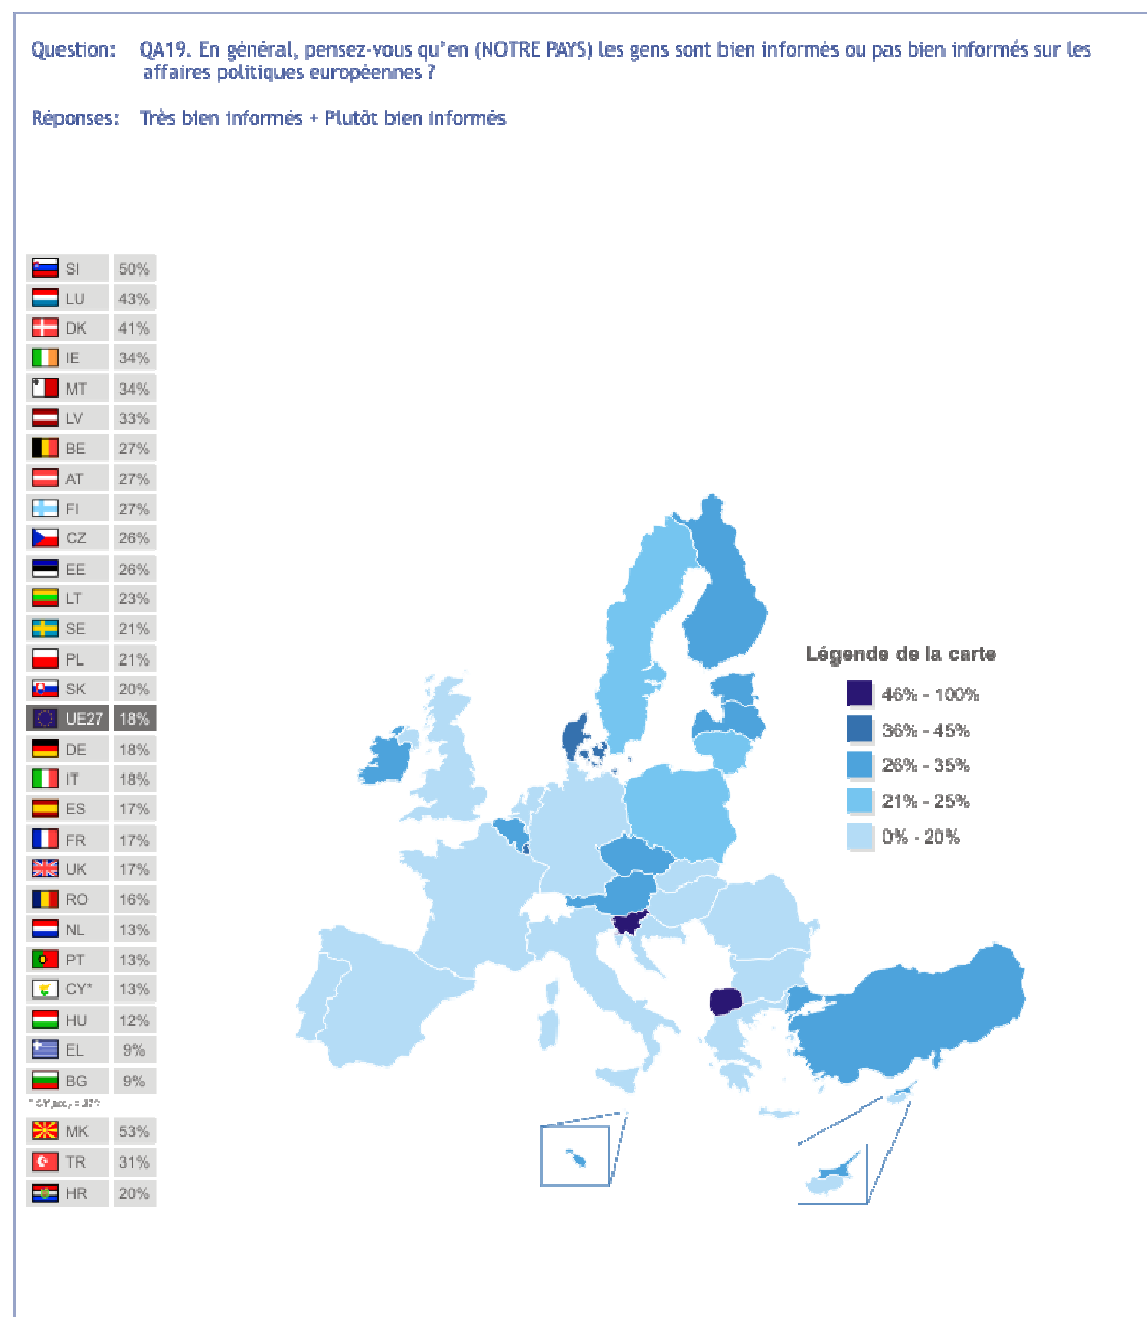 Question: QA19. En général, pensez-vous qu'en (NOTRE PAYS) les gens sont bien informés ou pas bien informés sur les
affaires politiques européennes ?
Réponses: Très bien informés + Plutôt bien informés
SI 50%
LU 43%
DK 41%
IE 34%
MT 34%
LV 33%
BE 27%
AT 27%
FI 27%
CZ 26%
EE 26%
LT 23%
SE 21%
PL 21%
SK 20%
UE27 18%
DE 18%
IT 18%
ES 17%
FR 17%
UK 17%
RO 16%
NL 13%
PT 13%
CY* 13%
HU 12%
EL 9%
BG 9%
MK 53%
TR 31%
HR 20%
Légende de la carte
46% - 100%
36% - 45%
26% - 35%
21% - 25%
0% - 20%